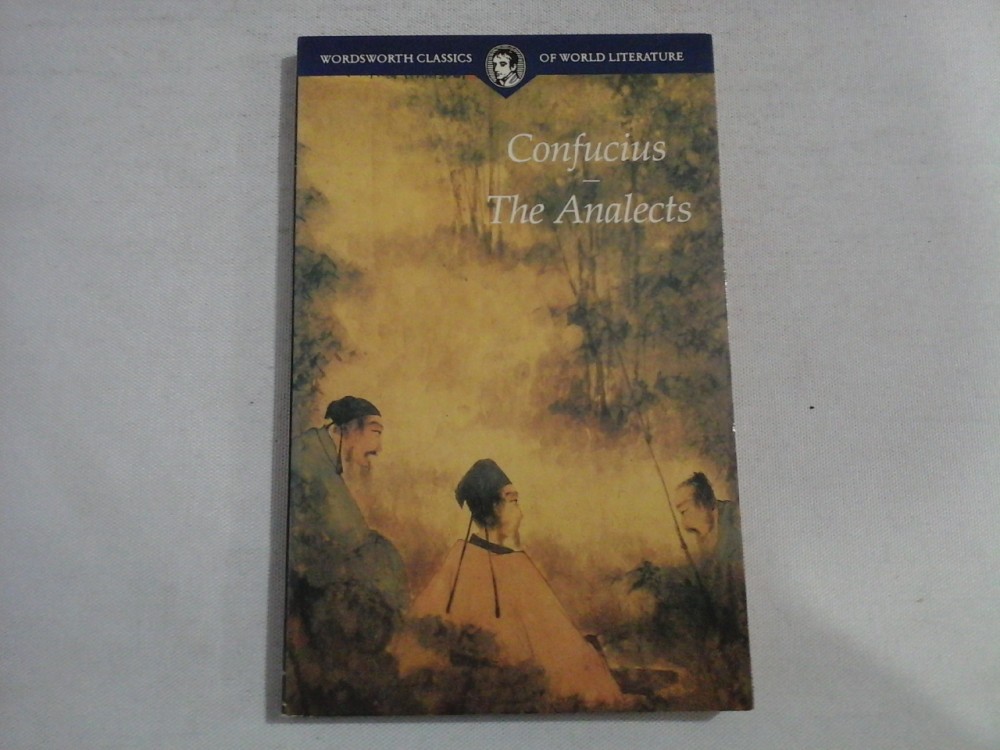 WORDSWORTH CLASSICS OF WORLD LITERATURE
Confucius
—
The Analects